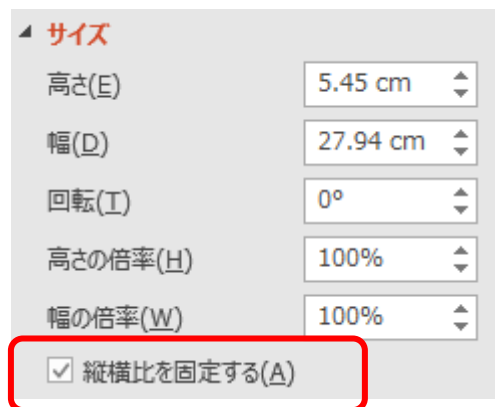 サイズ
高さ(E) 5.45 cm
幅(D) 27.94 cm
回転(T) 0°
高さの倍率(H) 100%
幅の倍率(W) 100%
縦横比を固定する(A)